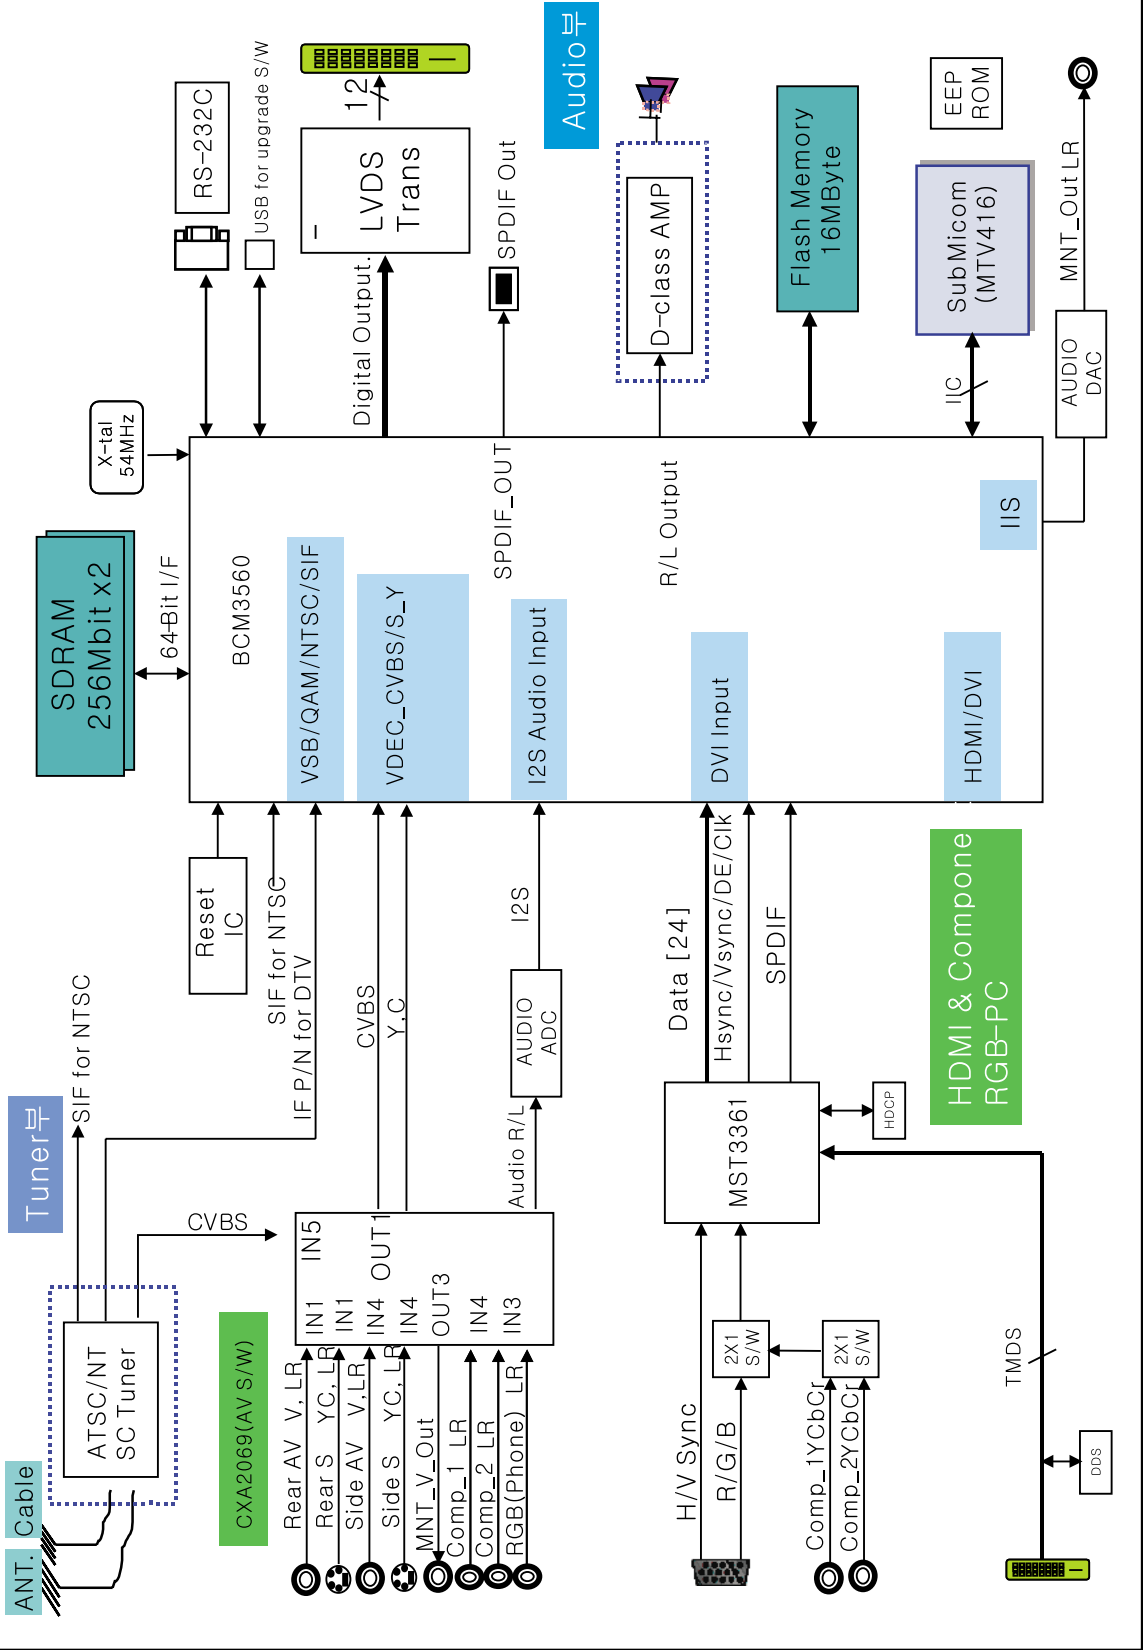 ANT.
Cable
ATSC/NT
SC Tuner
Tuner부
SIF for NTSC
CVBS
IF P/N for DTV
SIF for NTSC
Reset
IC
SDRAM
256Mbit x2
64-Bit I/F
X-tal
54MHz
RS-232C
USB for upgrade S/W
BCM3560
VSB/QAM/NTSC/SIF
VDEC_CVBS/S_Y
I2S Audio Input
DVI Input
HDMI/DVI
SPDIF_OUT
R/L Output
IIS
Digital Output.
LVDS
Trans
12
SPDIF Out
Audio부
D-class AMP
Flash Memory
16MByte
SubMicom
(MTV416)
IIC
EEP
ROM
AUDIO
DAC
MNT_Out LR
CXA2069(AV S/W)
Rear AV V, LR
Rear S YC, LR
Side AV V,LR
Side S YC, LR
MNT_V_Out
Comp_1 LR
Comp_2 LR
RGB(Phone) LR
IN1
IN5
IN1
IN4
OUT1
IN4
OUT3
IN4
IN3
CVBS
Y,C
Audio R/L
AUDIO
ADC
I2S
H/V Sync
R/G/B
Comp_1YCbCr
Comp_2YCbCr
2X1
S/W
2X1
S/W
MST3361
HDCP
Data [24]
Hsync/Vsync/DE/Clk
SPDIF
HDMI & Compone
RGB-PC
TMDS
DDS